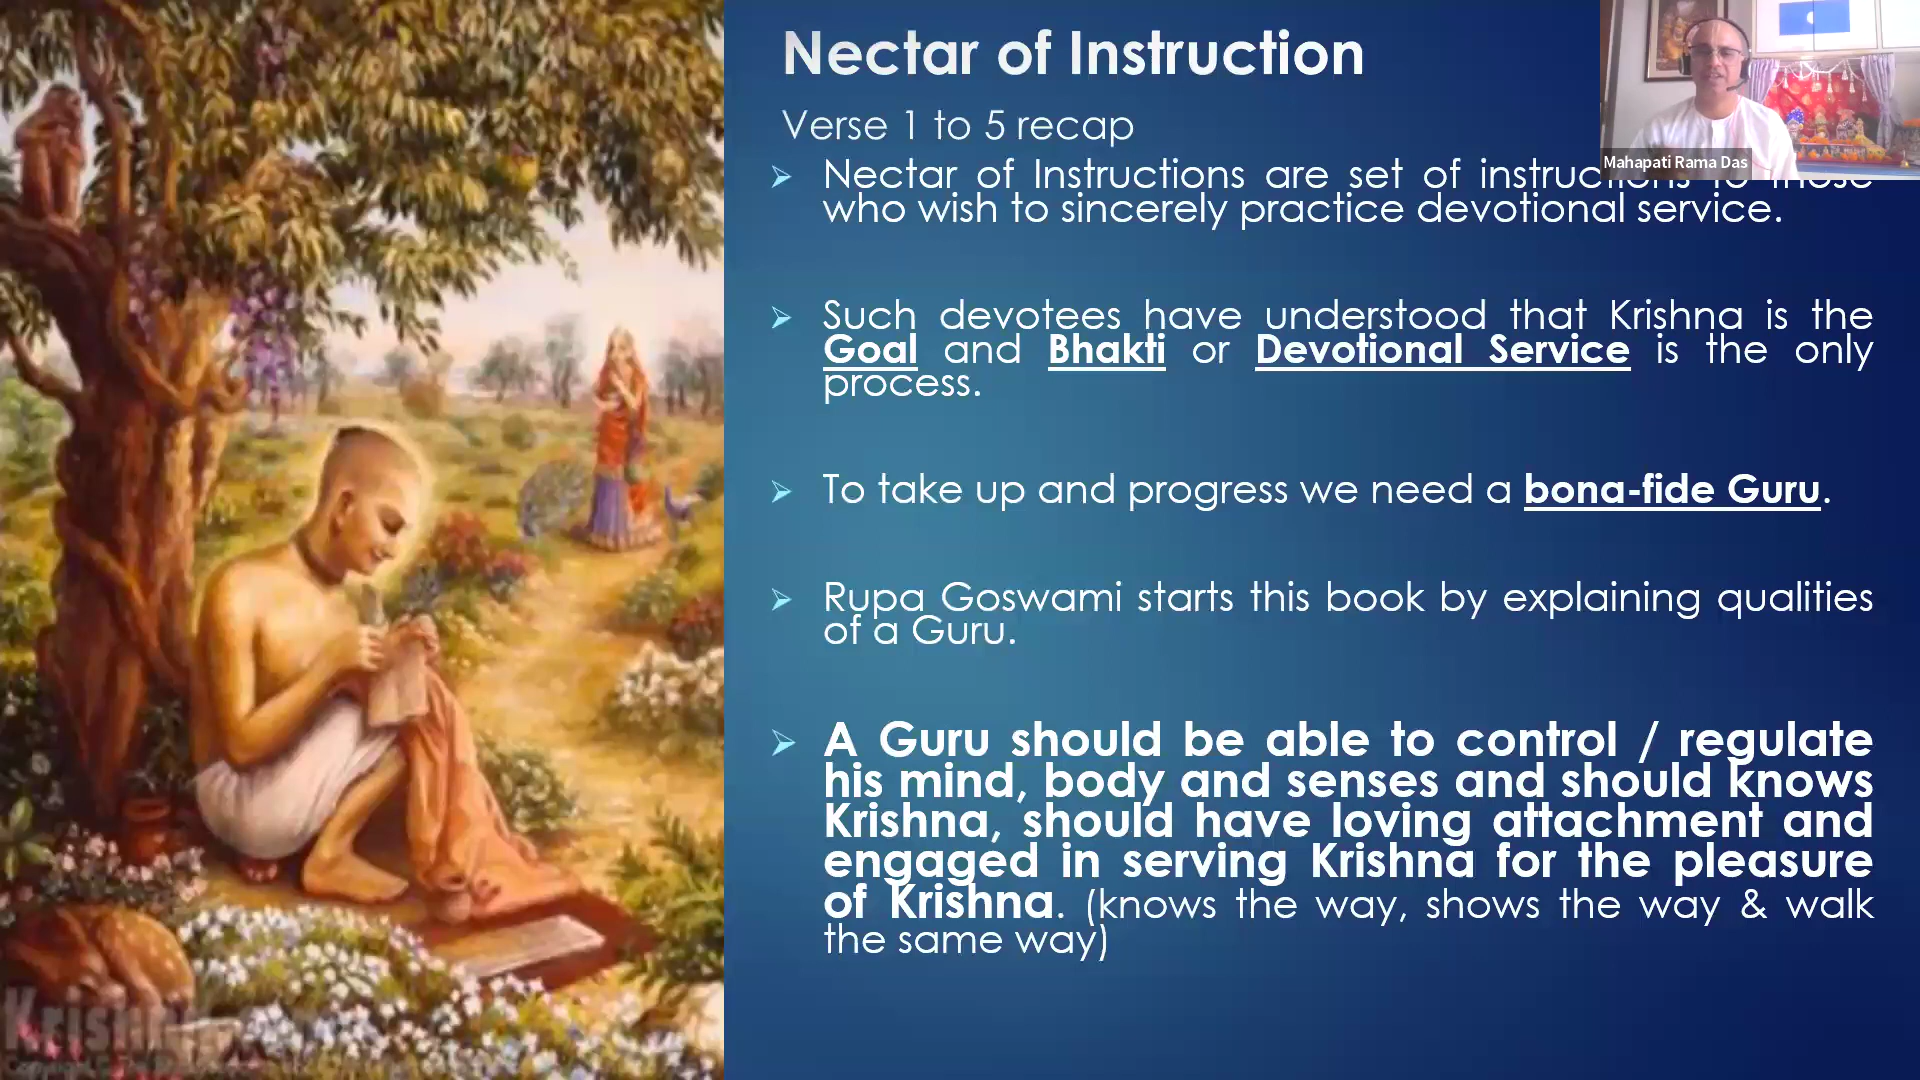 Nectar of Instruction
Verse 1 to 5 recap
Mahapati Rama Das
➢ Nectar of Instructions are set of instructions to those
who wish to sincerely practice devotional service.
➢ Such devotees have understood that Krishna is the
Goal and Bhakti or Devotional Service is the only
process.
➢ To take up and progress we need a bona-fide Guru.
➢ Rupa Goswami starts this book by explaining qualities
of a Guru.
➢ A Guru should be able to control / regulate
his mind, body and senses and should knows
Krishna, should have loving attachment and
engaged in serving Krishna for the pleasure
of Krishna. (knows the way, shows the way & walk
the same way)